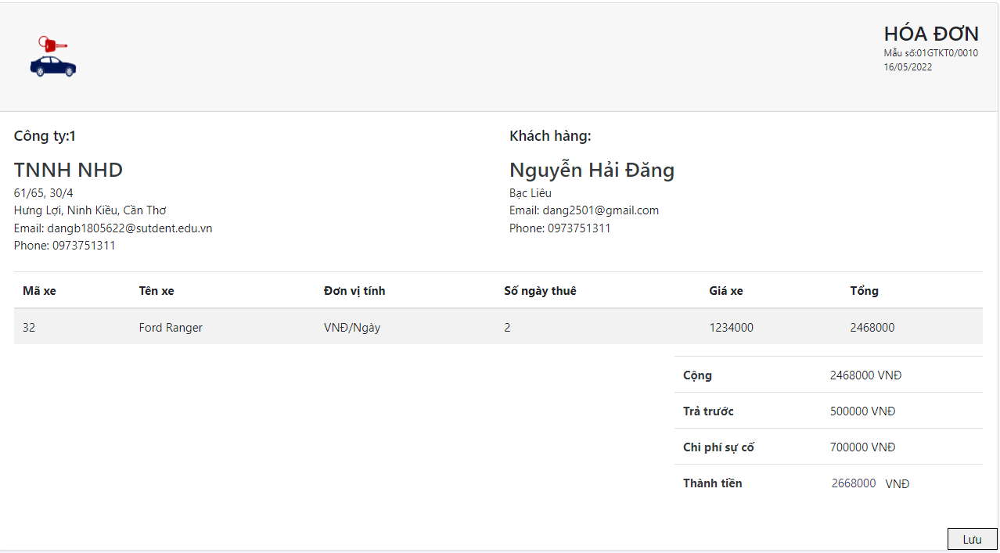 HÓA ĐƠN
Mẫu số:01GTKT0/0010
16/05/2022
Công ty:1
TNNH NHD
61/65, 30/4
Hưng Lợi, Ninh Kiều, Cần Thơ
Email: dangb1805622@sutdent.edu.vn
Phone: 0973751311
Khách hàng:
Nguyễn Hải Đăng
Bạc Liêu
Email: dang2501@gmail.com
Phone: 0973751311
Mã xe Tên xe Đơn vị tính Số ngày thuê Giá xe Tổng
32 Ford Ranger VNĐ/Ngày 2 1234000 2468000
Cộng 2468000 VNĐ
Trả trước 500000 VNĐ
Chi phí sự cố 700000 VNĐ
Thành tiền 2668000 VNĐ
Lưu